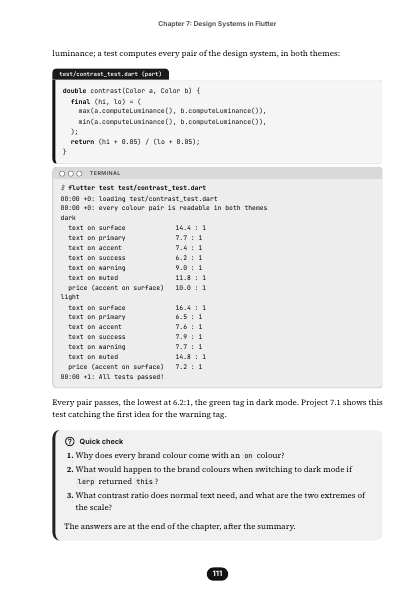 Chapter 7: Design Systems in Flutter
luminance; a test computes every pair of the design system, in both themes:
test/contrast_test.dart (part)
double contrast(Color a, Color b) {
  final (hi, lo) = (
    max(a.computeLuminance(), b.computeLuminance()),
    min(a.computeLuminance(), b.computeLuminance()),
  );
  return (hi + 0.05) / (lo + 0.05);
}
TERMINAL
$ flutter test test/contrast_test.dart
00:00 +0: loading test/contrast_test.dart
00:00 +0: every colour pair is readable in both themes
dark
  text on surface 14.4 : 1
  text on primary 7.7 : 1
  text on accent 7.4 : 1
  text on success 6.2 : 1
  text on warning 9.0 : 1
  text on muted 11.8 : 1
  price (accent on surface) 10.0 : 1
light
  text on surface 16.4 : 1
  text on primary 6.5 : 1
  text on accent 7.6 : 1
  text on success 7.9 : 1
  text on warning 7.7 : 1
  text on muted 14.8 : 1
  price (accent on surface) 7.2 : 1
00:00 +1: All tests passed!
Every pair passes, the lowest at 6.2:1, the green tag in dark mode. Project 7.1 shows this
test catching the first idea for the warning tag.
? Quick check
1. Why does every brand colour come with an on colour?
2. What would happen to the brand colours when switching to dark mode if
lerp returned this?
3. What contrast ratio does normal text need, and what are the two extremes of
the scale?
The answers are at the end of the chapter, after the summary.
111